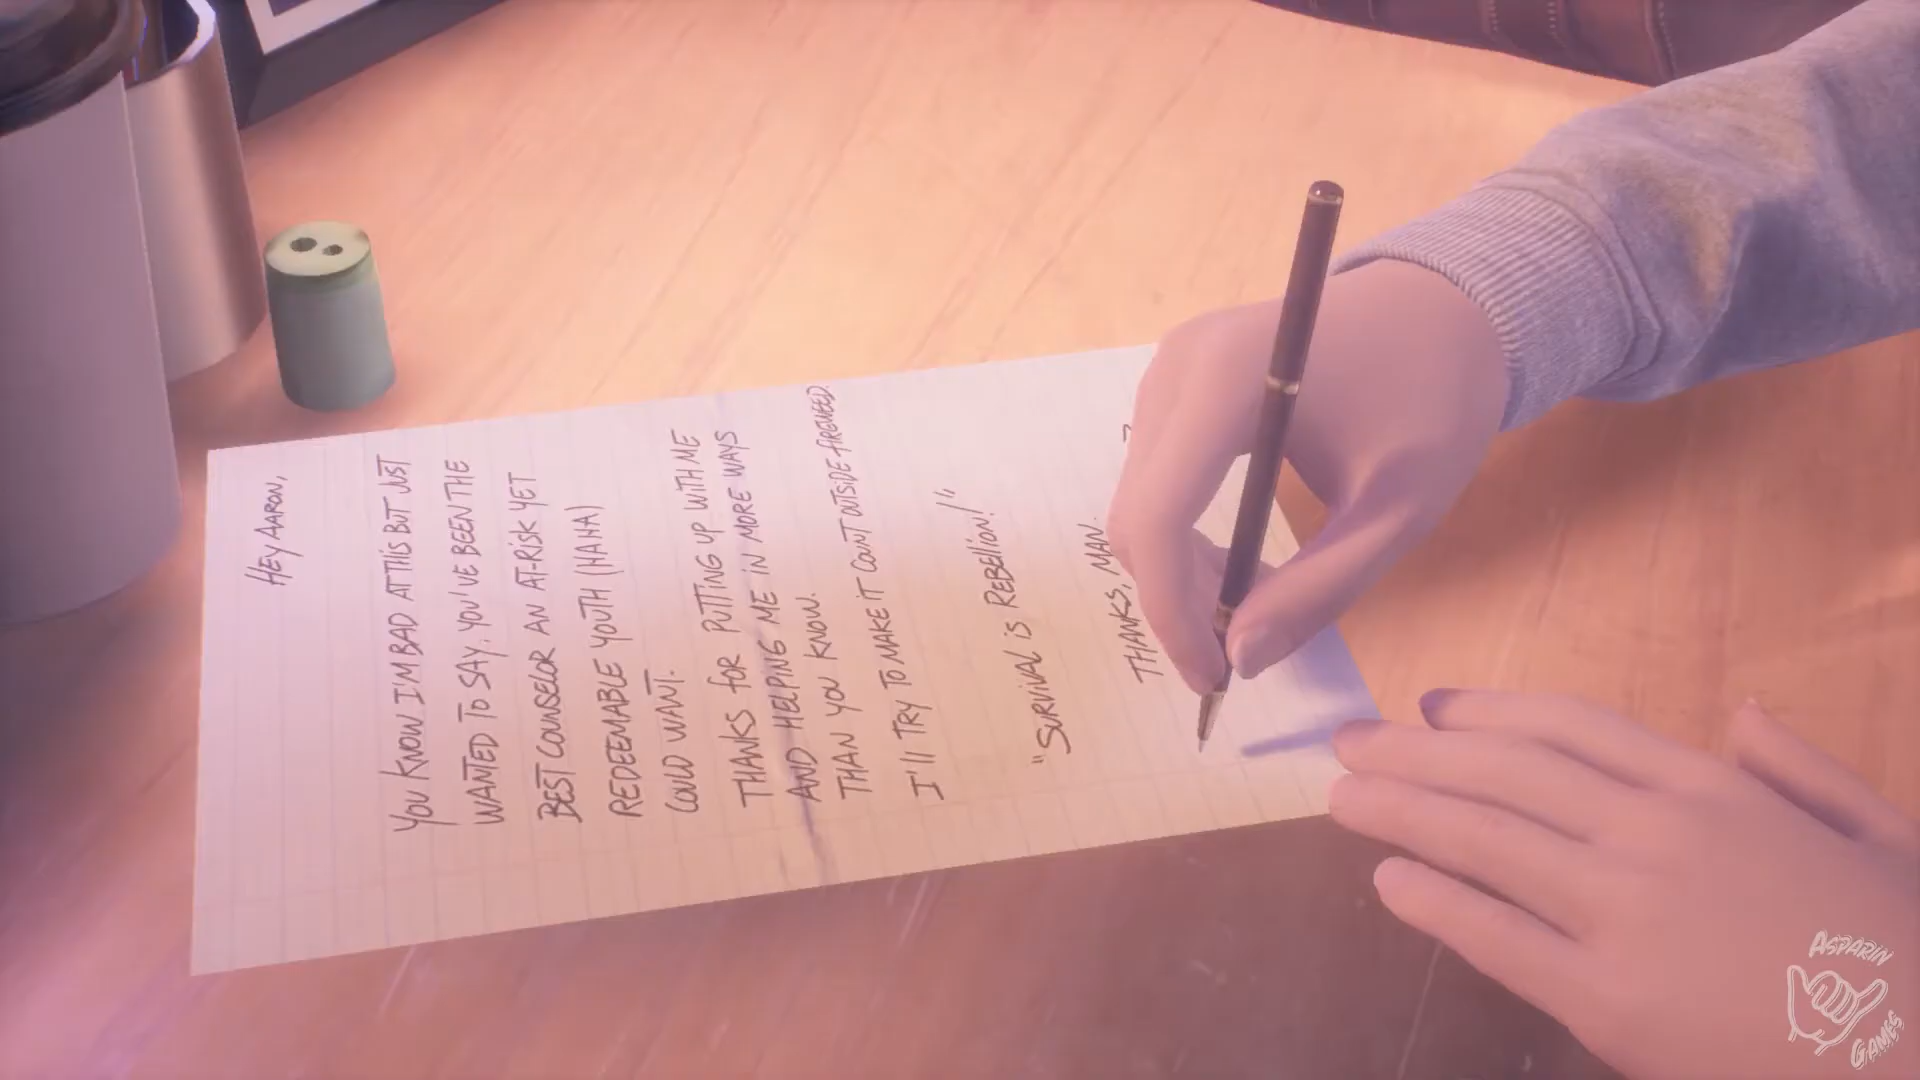 Hey Aaron,
You know I'm bad at this but just
wanted to say, you've been the
best counselor an at-risk yet
redeemable youth (haha)
could want.
Thanks for putting up with me
and helping me in more ways
than you know.
I'll try to make it count outside Fireweed.
"Survival is Rebellion!"
Thanks, man.
ASPARIN
GAMES